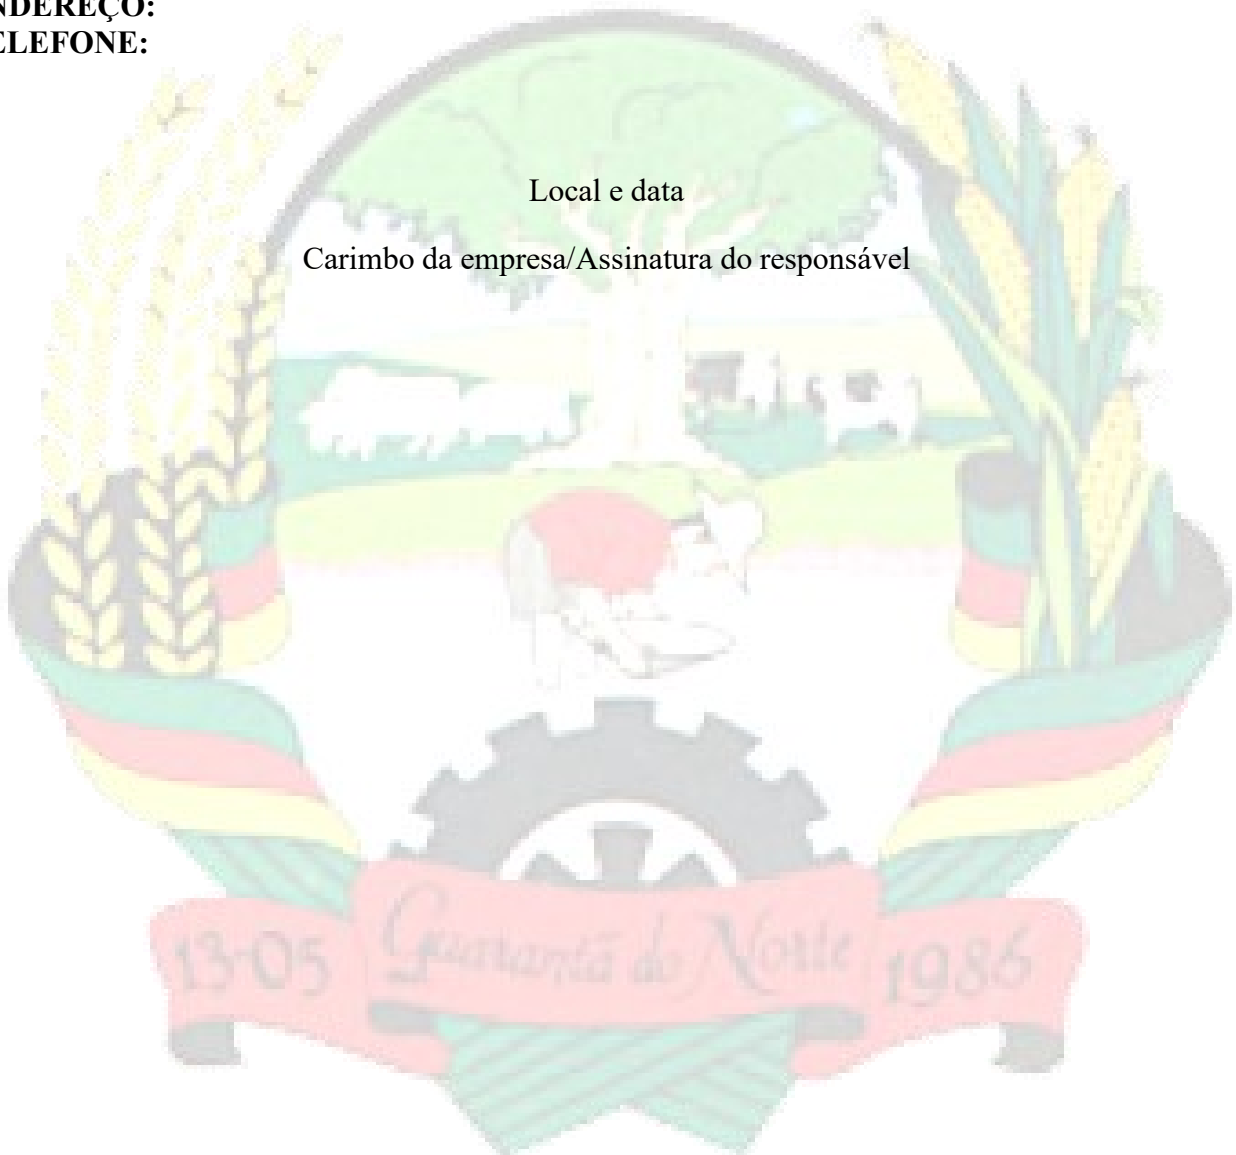 NDEREÇO:
ELEFONE:
Local e data
Carimbo da empresa/Assinatura do responsável
13-05 Guarantã do Norte 1986